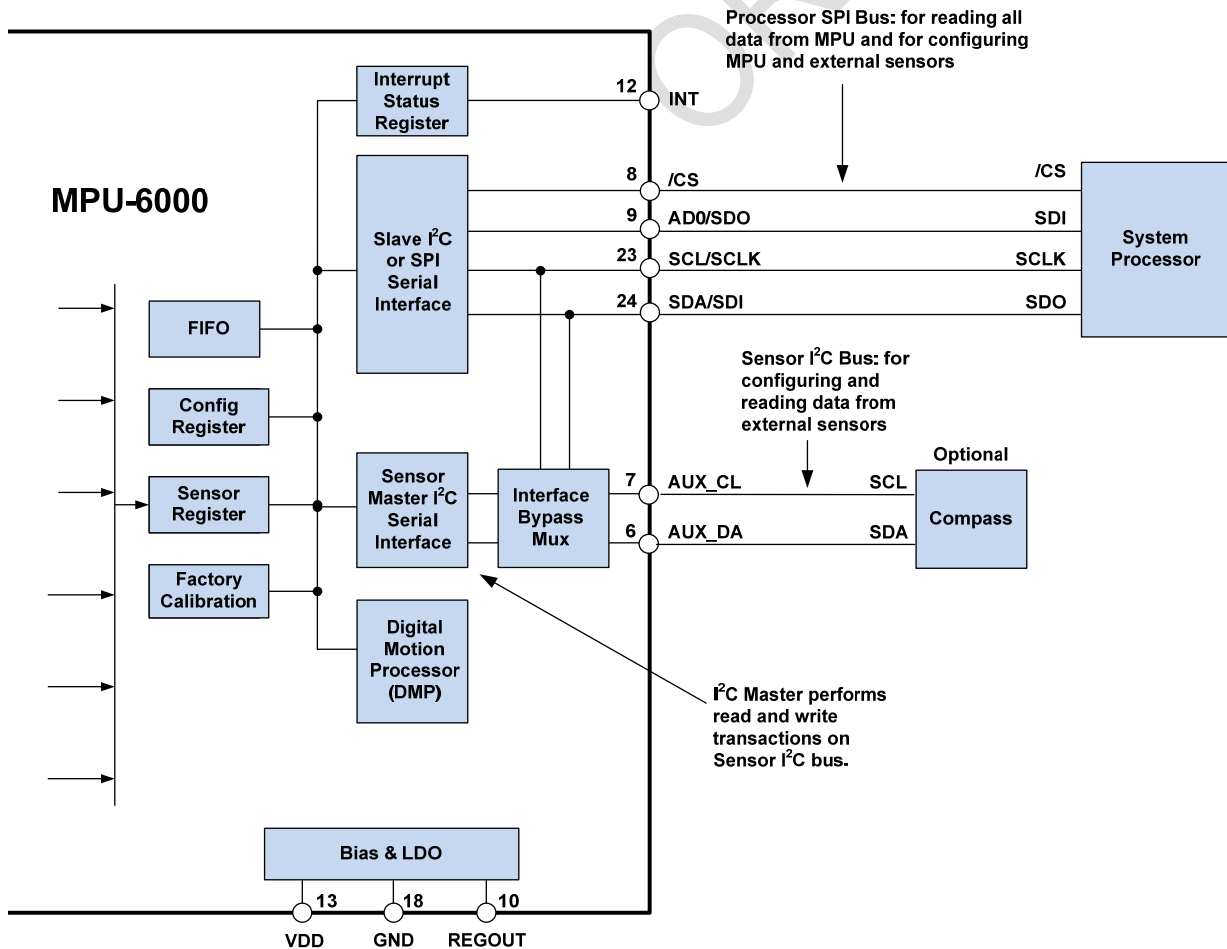 Processor SPI Bus: for reading all
data from MPU and for configuring
MPU and external sensors
Interrupt
Status
Register
12
INT
MPU-6000
Slave I²C
or SPI
Serial
Interface
8
/CS
/CS
9
AD0/SDO
SDI
23
SCL/SCLK
SCLK
24
SDA/SDI
SDO
System
Processor
FIFO
Config
Register
Sensor
Register
Factory
Calibration
Sensor I²C Bus: for
configuring and
reading data from
external sensors
Sensor
Master I²C
Serial
Interface
Interface
Bypass
Mux
7
AUX_CL
SCL
6
AUX_DA
SDA
Optional
Compass
Digital
Motion
Processor
(DMP)
I²C Master performs
read and write
transactions on
Sensor I²C bus.
Bias & LDO
13
18
10
VDD
GND
REGOUT